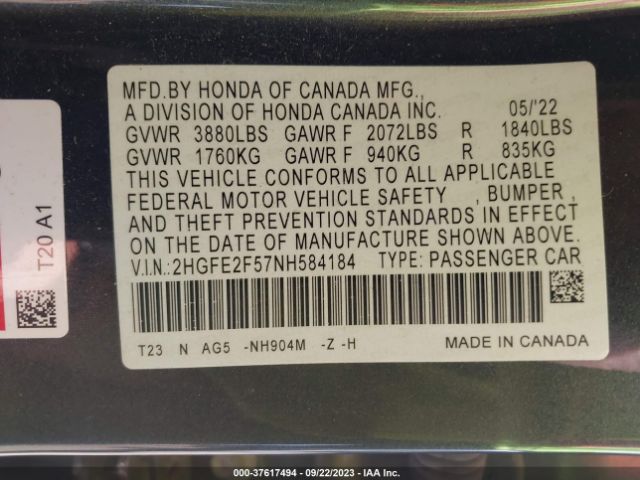 MFD.BY HONDA OF CANADA MFG.,
A DIVISION OF HONDA CANADA INC. 05/'22
GVWR 3880LBS GAWR F 2072LBS R 1840LBS
GVWR 1760KG GAWR F 940KG R 835KG
THIS VEHICLE CONFORMS TO ALL APPLICABLE
FEDERAL MOTOR VEHICLE SAFETY , BUMPER ,
AND THEFT PREVENTION STANDARDS IN EFFECT
ON THE DATE OF MANUFACTURE SHOWN ABOVE.
V.I.N.:2HGFE2F57NH584184 TYPE: PASSENGER CAR
T23 N AG5 -NH904M -Z -H MADE IN CANADA
T20 A1
000-37617494 - 09/22/2023 - IAA Inc.